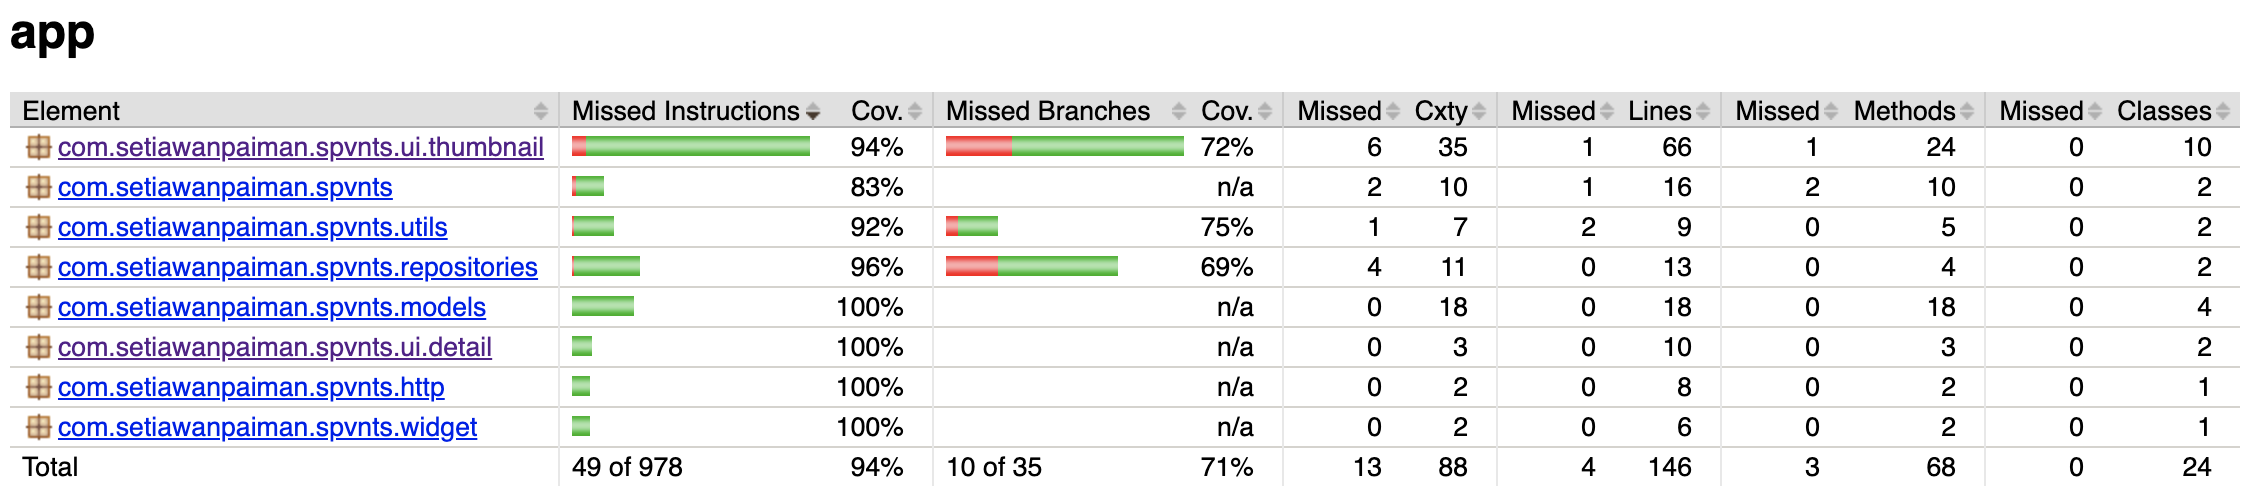 app
Element Missed Instructions Cov. Missed Branches Cov. Missed Cxty Missed Lines Missed Methods Missed Classes
com.setiawanpaiman.spvnts.ui.thumbnail 94% 72% 6 35 1 66 1 24 0 10
com.setiawanpaiman.spvnts 83% n/a 2 10 1 16 2 10 0 2
com.setiawanpaiman.spvnts.utils 92% 75% 1 7 2 9 0 5 0 2
com.setiawanpaiman.spvnts.repositories 96% 69% 4 11 0 13 0 4 0 2
com.setiawanpaiman.spvnts.models 100% n/a 0 18 0 18 0 18 0 4
com.setiawanpaiman.spvnts.ui.detail 100% n/a 0 3 0 10 0 3 0 2
com.setiawanpaiman.spvnts.http 100% n/a 0 2 0 8 0 2 0 1
com.setiawanpaiman.spvnts.widget 100% n/a 0 2 0 6 0 2 0 1
Total 49 of 978 94% 10 of 35 71% 13 88 4 146 3 68 0 24